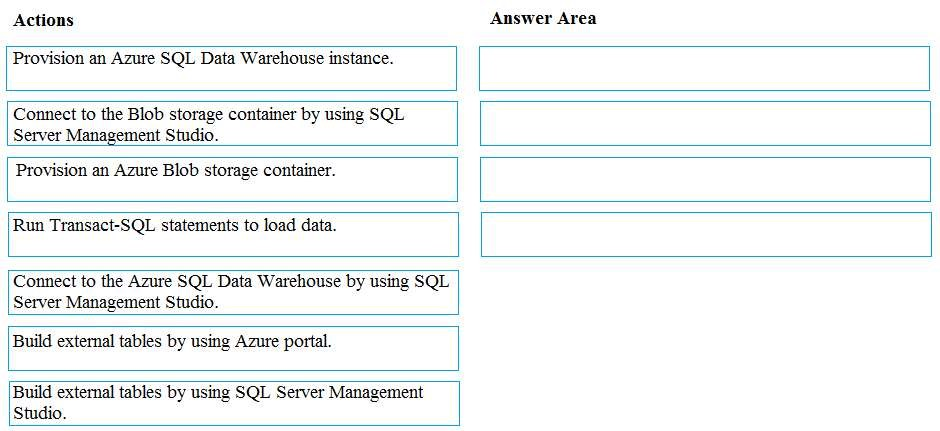 Actions
Answer Area
Provision an Azure SQL Data Warehouse instance.
Connect to the Blob storage container by using SQL
Server Management Studio.
Provision an Azure Blob storage container.
Run Transact-SQL statements to load data.
Connect to the Azure SQL Data Warehouse by using SQL
Server Management Studio.
Build external tables by using Azure portal.
Build external tables by using SQL Server Management
Studio.